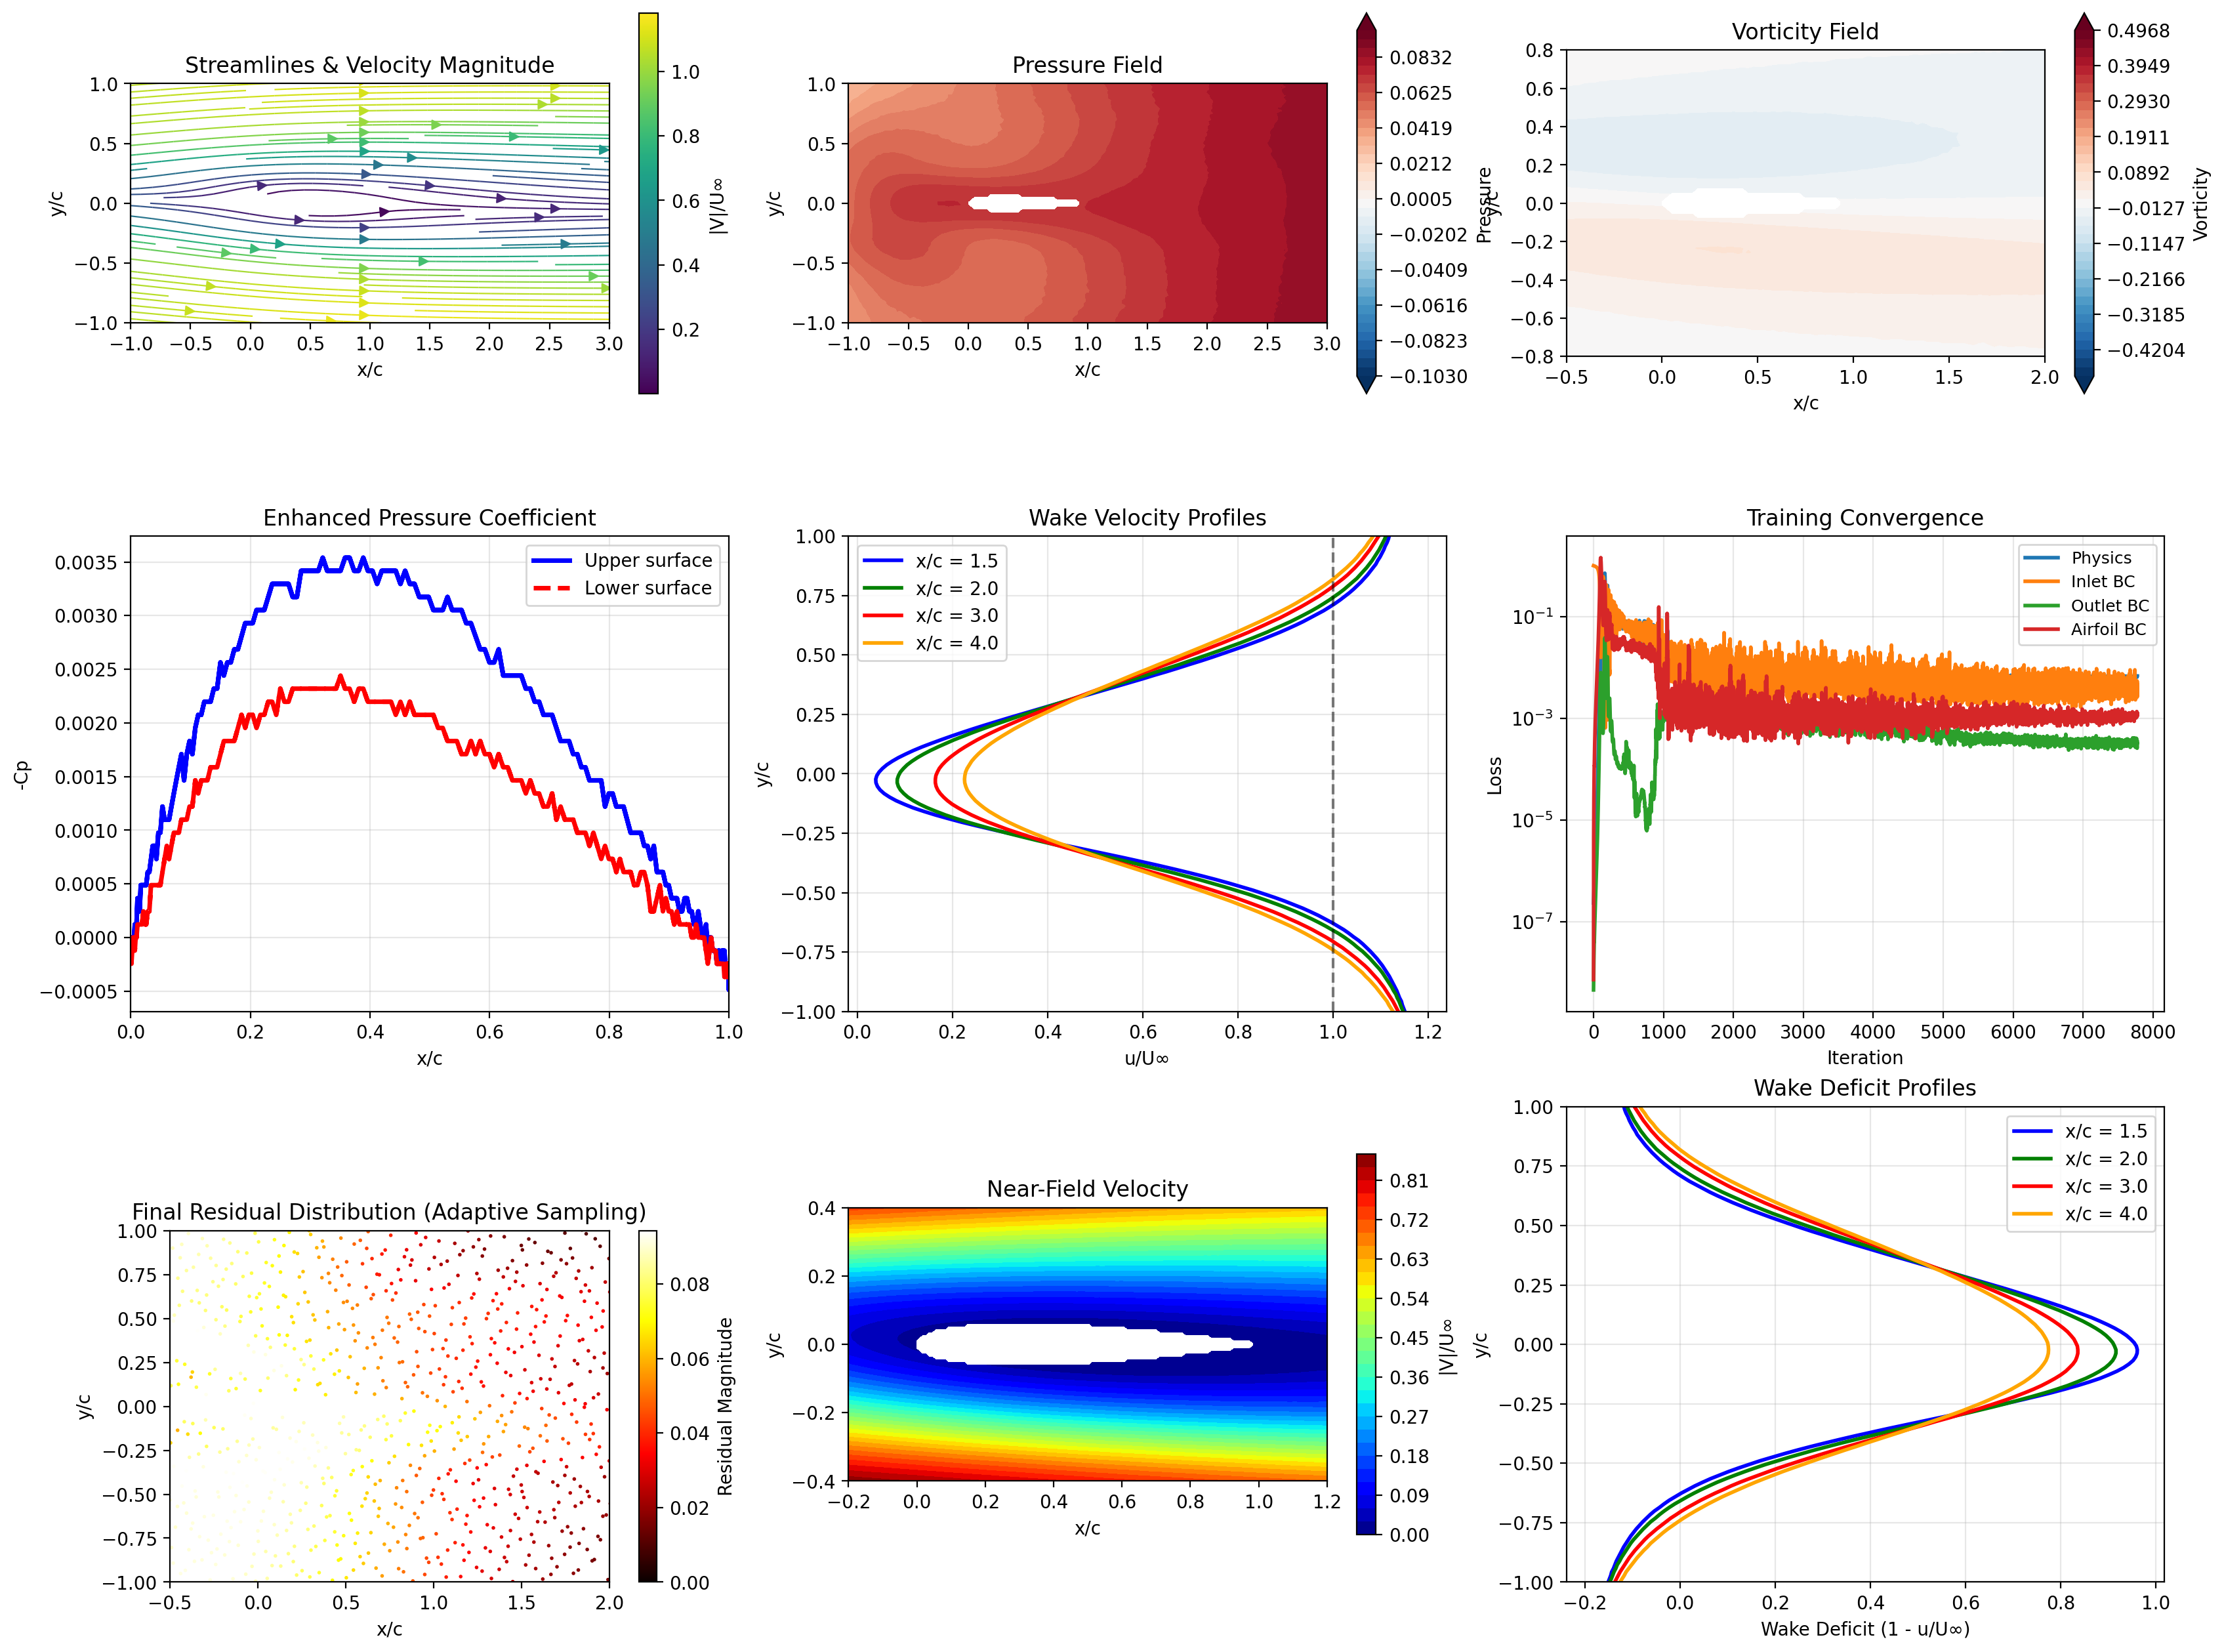 Streamlines & Velocity Magnitude
1.0
0.5
0.0
−0.5
−1.0
y/c
−1.0 −0.5 0.0 0.5 1.0 1.5 2.0 2.5 3.0
x/c
1.0
0.8
0.6
0.4
0.2
|V|/U∞
Pressure Field
1.0
0.5
0.0
−0.5
−1.0
y/c
−1.0 −0.5 0.0 0.5 1.0 1.5 2.0 2.5 3.0
x/c
0.0832
0.0625
0.0419
0.0212
0.0005
−0.0202
−0.0409
−0.0616
−0.0823
−0.1030
Pressure
Vorticity Field
0.8
0.6
0.4
0.2
0.0
−0.2
−0.4
−0.6
−0.8
y/c
−0.5 0.0 0.5 1.0 1.5 2.0
x/c
0.4968
0.3949
0.2930
0.1911
0.0892
−0.0127
−0.1147
−0.2166
−0.3185
−0.4204
Vorticity
Enhanced Pressure Coefficient
Upper surface
Lower surface
0.0035
0.0030
0.0025
0.0020
0.0015
0.0010
0.0005
0.0000
−0.0005
-Cp
0.0 0.2 0.4 0.6 0.8 1.0
x/c
Wake Velocity Profiles
x/c = 1.5
x/c = 2.0
x/c = 3.0
x/c = 4.0
1.00
0.75
0.50
0.25
0.00
−0.25
−0.50
−0.75
−1.00
y/c
0.0 0.2 0.4 0.6 0.8 1.0 1.2
u/U∞
Training Convergence
Physics
Inlet BC
Outlet BC
Airfoil BC
10⁻¹
10⁻³
10⁻⁵
10⁻⁷
Loss
0 1000 2000 3000 4000 5000 6000 7000 8000
Iteration
Final Residual Distribution (Adaptive Sampling)
1.00
0.75
0.50
0.25
0.00
−0.25
−0.50
−0.75
−1.00
y/c
−0.5 0.0 0.5 1.0 1.5 2.0
x/c
0.08
0.06
0.04
0.02
0.00
Residual Magnitude
Near-Field Velocity
0.4
0.2
0.0
−0.2
−0.4
y/c
−0.2 0.0 0.2 0.4 0.6 0.8 1.0 1.2
x/c
0.81
0.72
0.63
0.54
0.45
0.36
0.27
0.18
0.09
0.00
|V|/U∞
Wake Deficit Profiles
x/c = 1.5
x/c = 2.0
x/c = 3.0
x/c = 4.0
1.00
0.75
0.50
0.25
0.00
−0.25
−0.50
−0.75
−1.00
y/c
−0.2 0.0 0.2 0.4 0.6 0.8 1.0
Wake Deficit (1 - u/U∞)